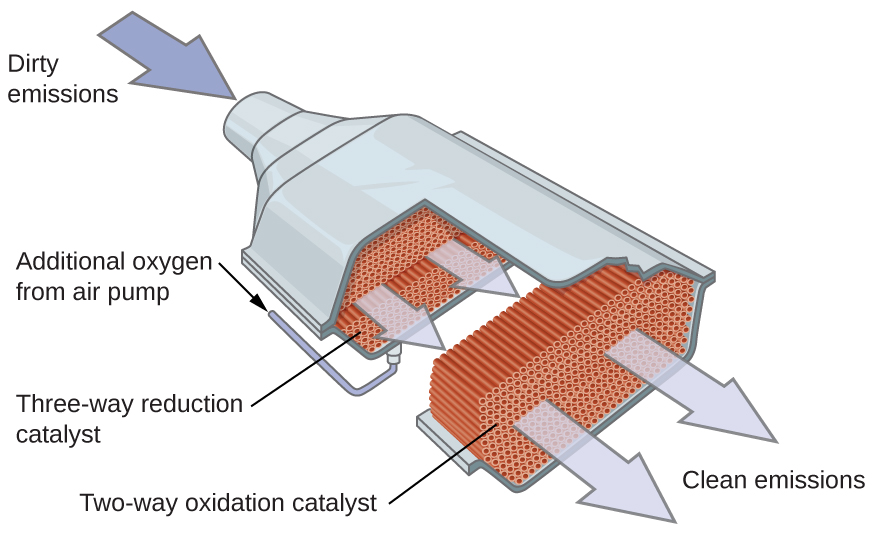 Dirty
emissions
Additional oxygen
from air pump
Three-way reduction
catalyst
Two-way oxidation catalyst
Clean emissions